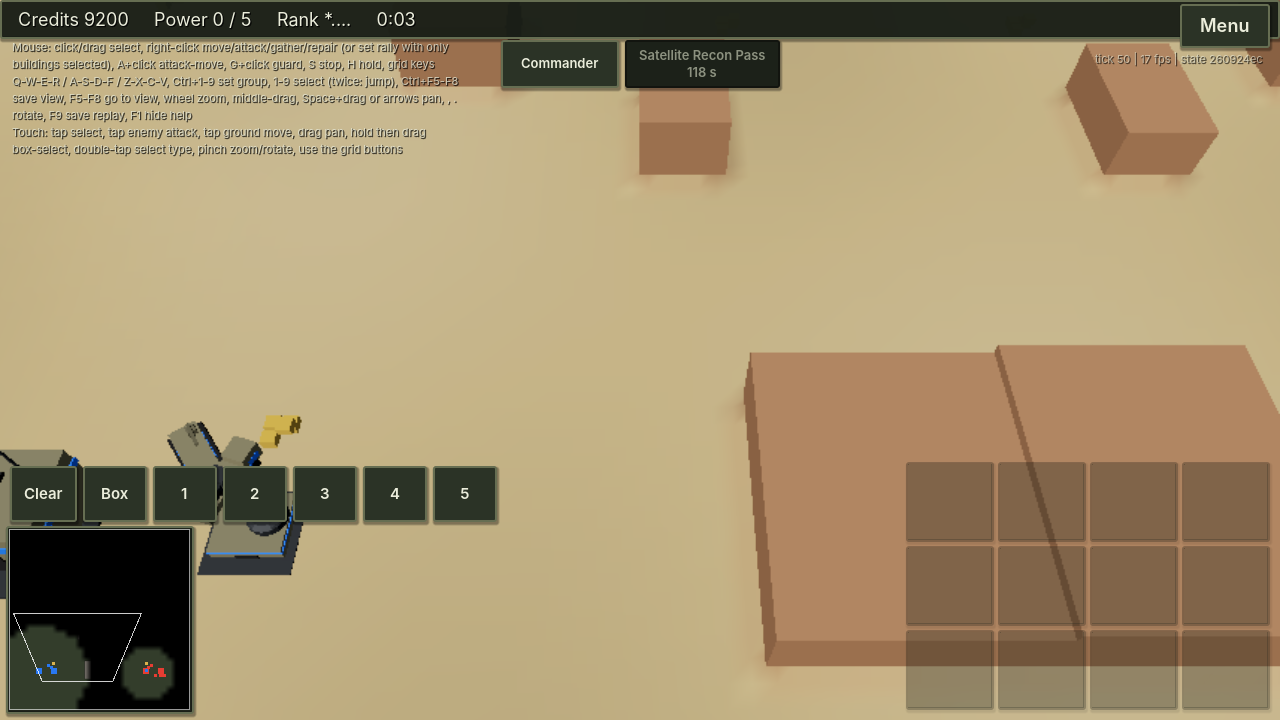 Credits 9200 Power 0 / 5 Rank *.... 0:03
Menu
Mouse: click/drag select, right-click move/attack/gather/repair (or set rally with only
buildings selected), A+click attack-move, G+click guard, S stop, H hold, grid keys
Q-W-E-R / A-S-D-F / Z-X-C-V, Ctrl+1-9 set group, 1-9 select (twice: jump), Ctrl+F5-F8
save view, F5-F8 go to view, wheel zoom, middle-drag, Space+drag or arrows pan, , .
rotate, F9 save replay, F1 hide help
Touch: tap select, tap enemy attack, tap ground move, drag pan, hold then drag
box-select, double-tap select type, pinch zoom/rotate, use the grid buttons
Commander
Satellite Recon Pass
118 s
tick 50 | 17 fps | state 260924ec
Clear Box 1 2 3 4 5